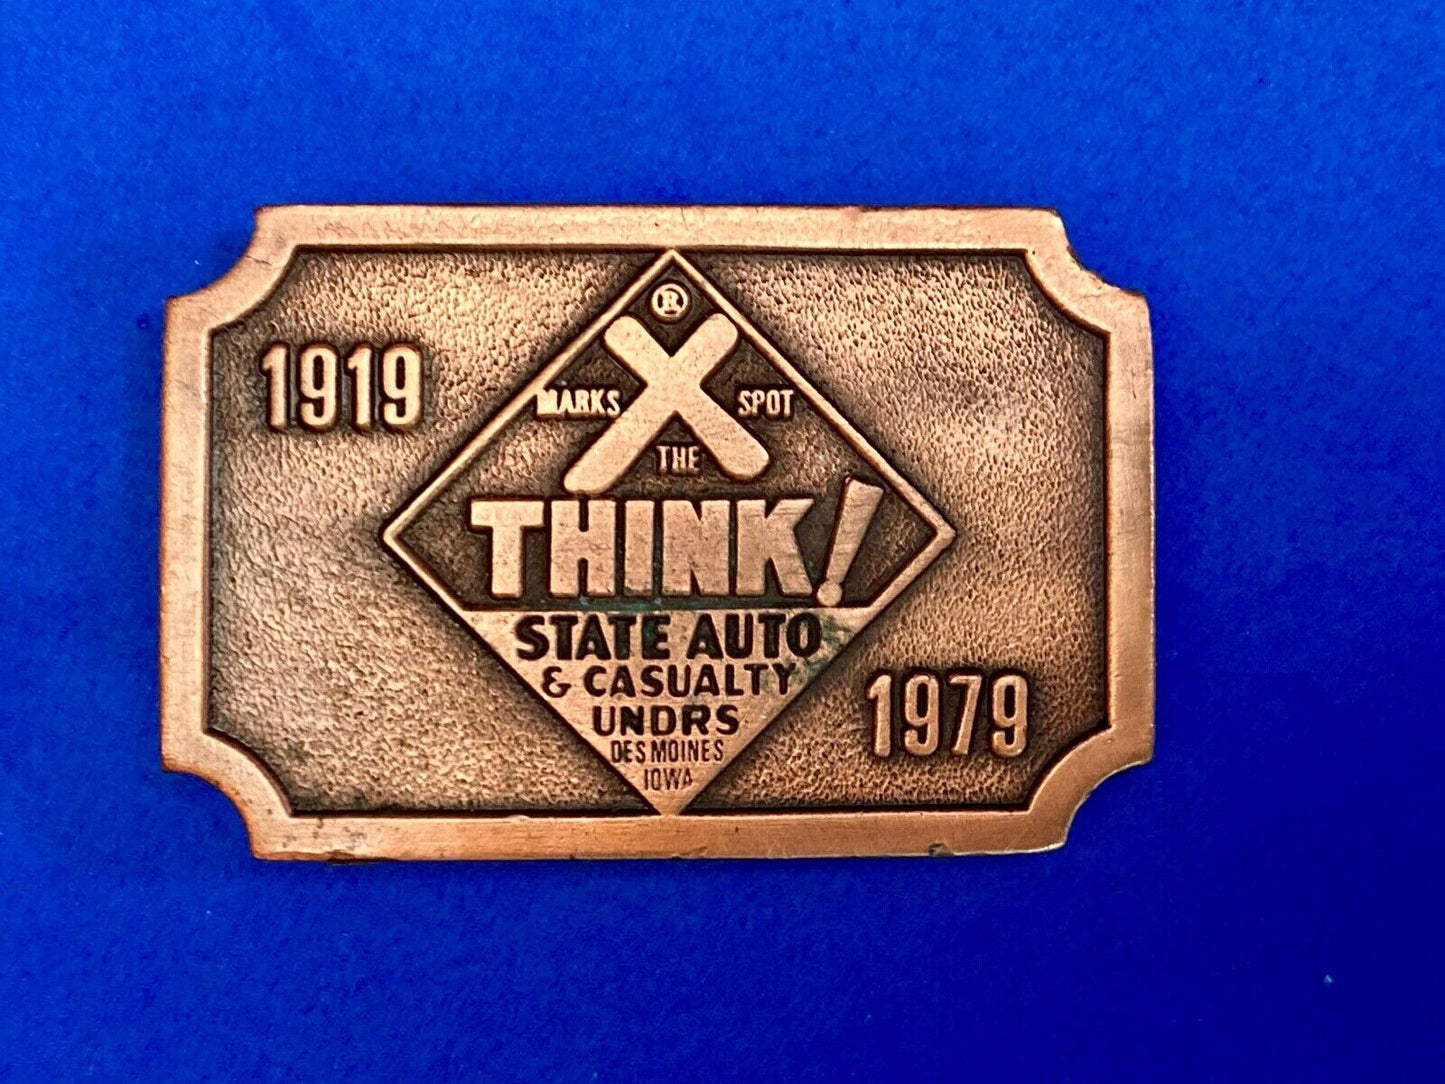 ®
X
MARKS SPOT
THE
1919
THINK!
STATE AUTO
& CASUALTY
UNDRS
DES MOINES
IOWA
1979